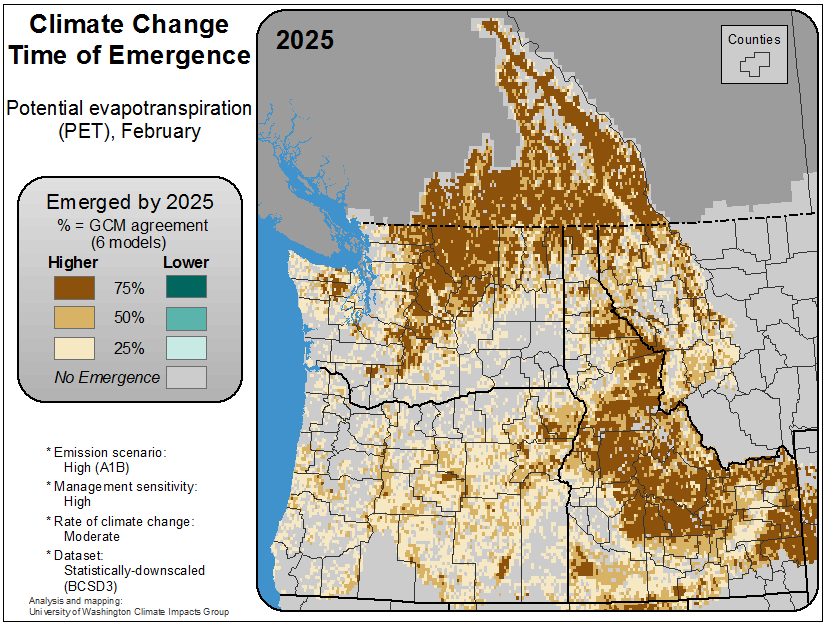 Climate Change
Time of Emergence
Potential evapotranspiration
(PET), February
Emerged by 2025
% = GCM agreement
(6 models)
Higher Lower
75%
50%
25%
No Emergence
* Emission scenario:
High (A1B)
* Management sensitivity:
High
* Rate of climate change:
Moderate
* Dataset:
Statistically-downscaled
(BCSD3)
Analysis and mapping:
University of Washington Climate Impacts Group
2025
Counties